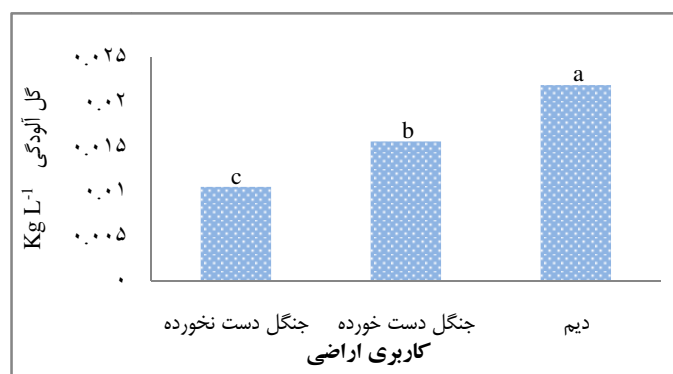 گل آلودگی Kg L-1
۰.۰۲۵
۰.۰۲
۰.۰۱۵
۰.۰۱
۰.۰۰۵
۰
a
b
c
دیم
جنگل دست خورده
جنگل دست نخورده
کاربری اراضی